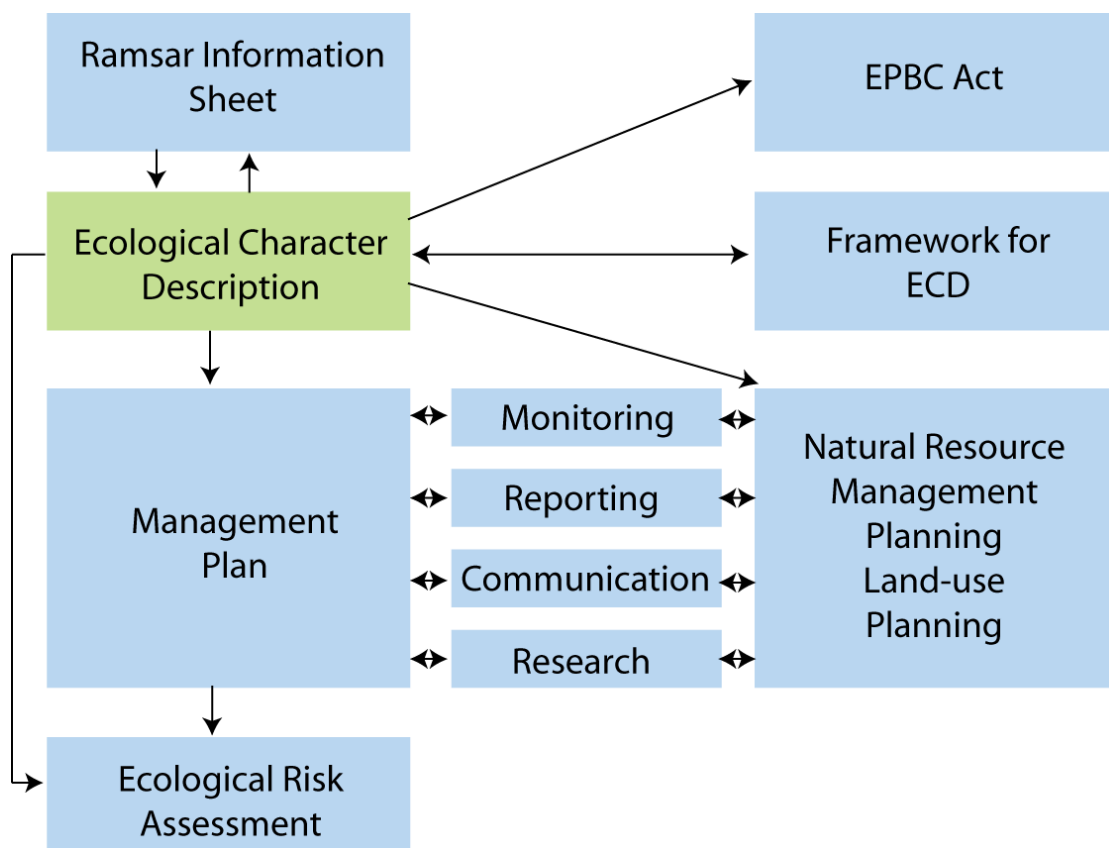 Ramsar Information
Sheet
EPBC Act
Ecological Character
Description
Framework for
ECD
Management
Plan
Monitoring
Reporting
Communication
Research
Natural Resource
Management
Planning
Land-use
Planning
Ecological Risk
Assessment